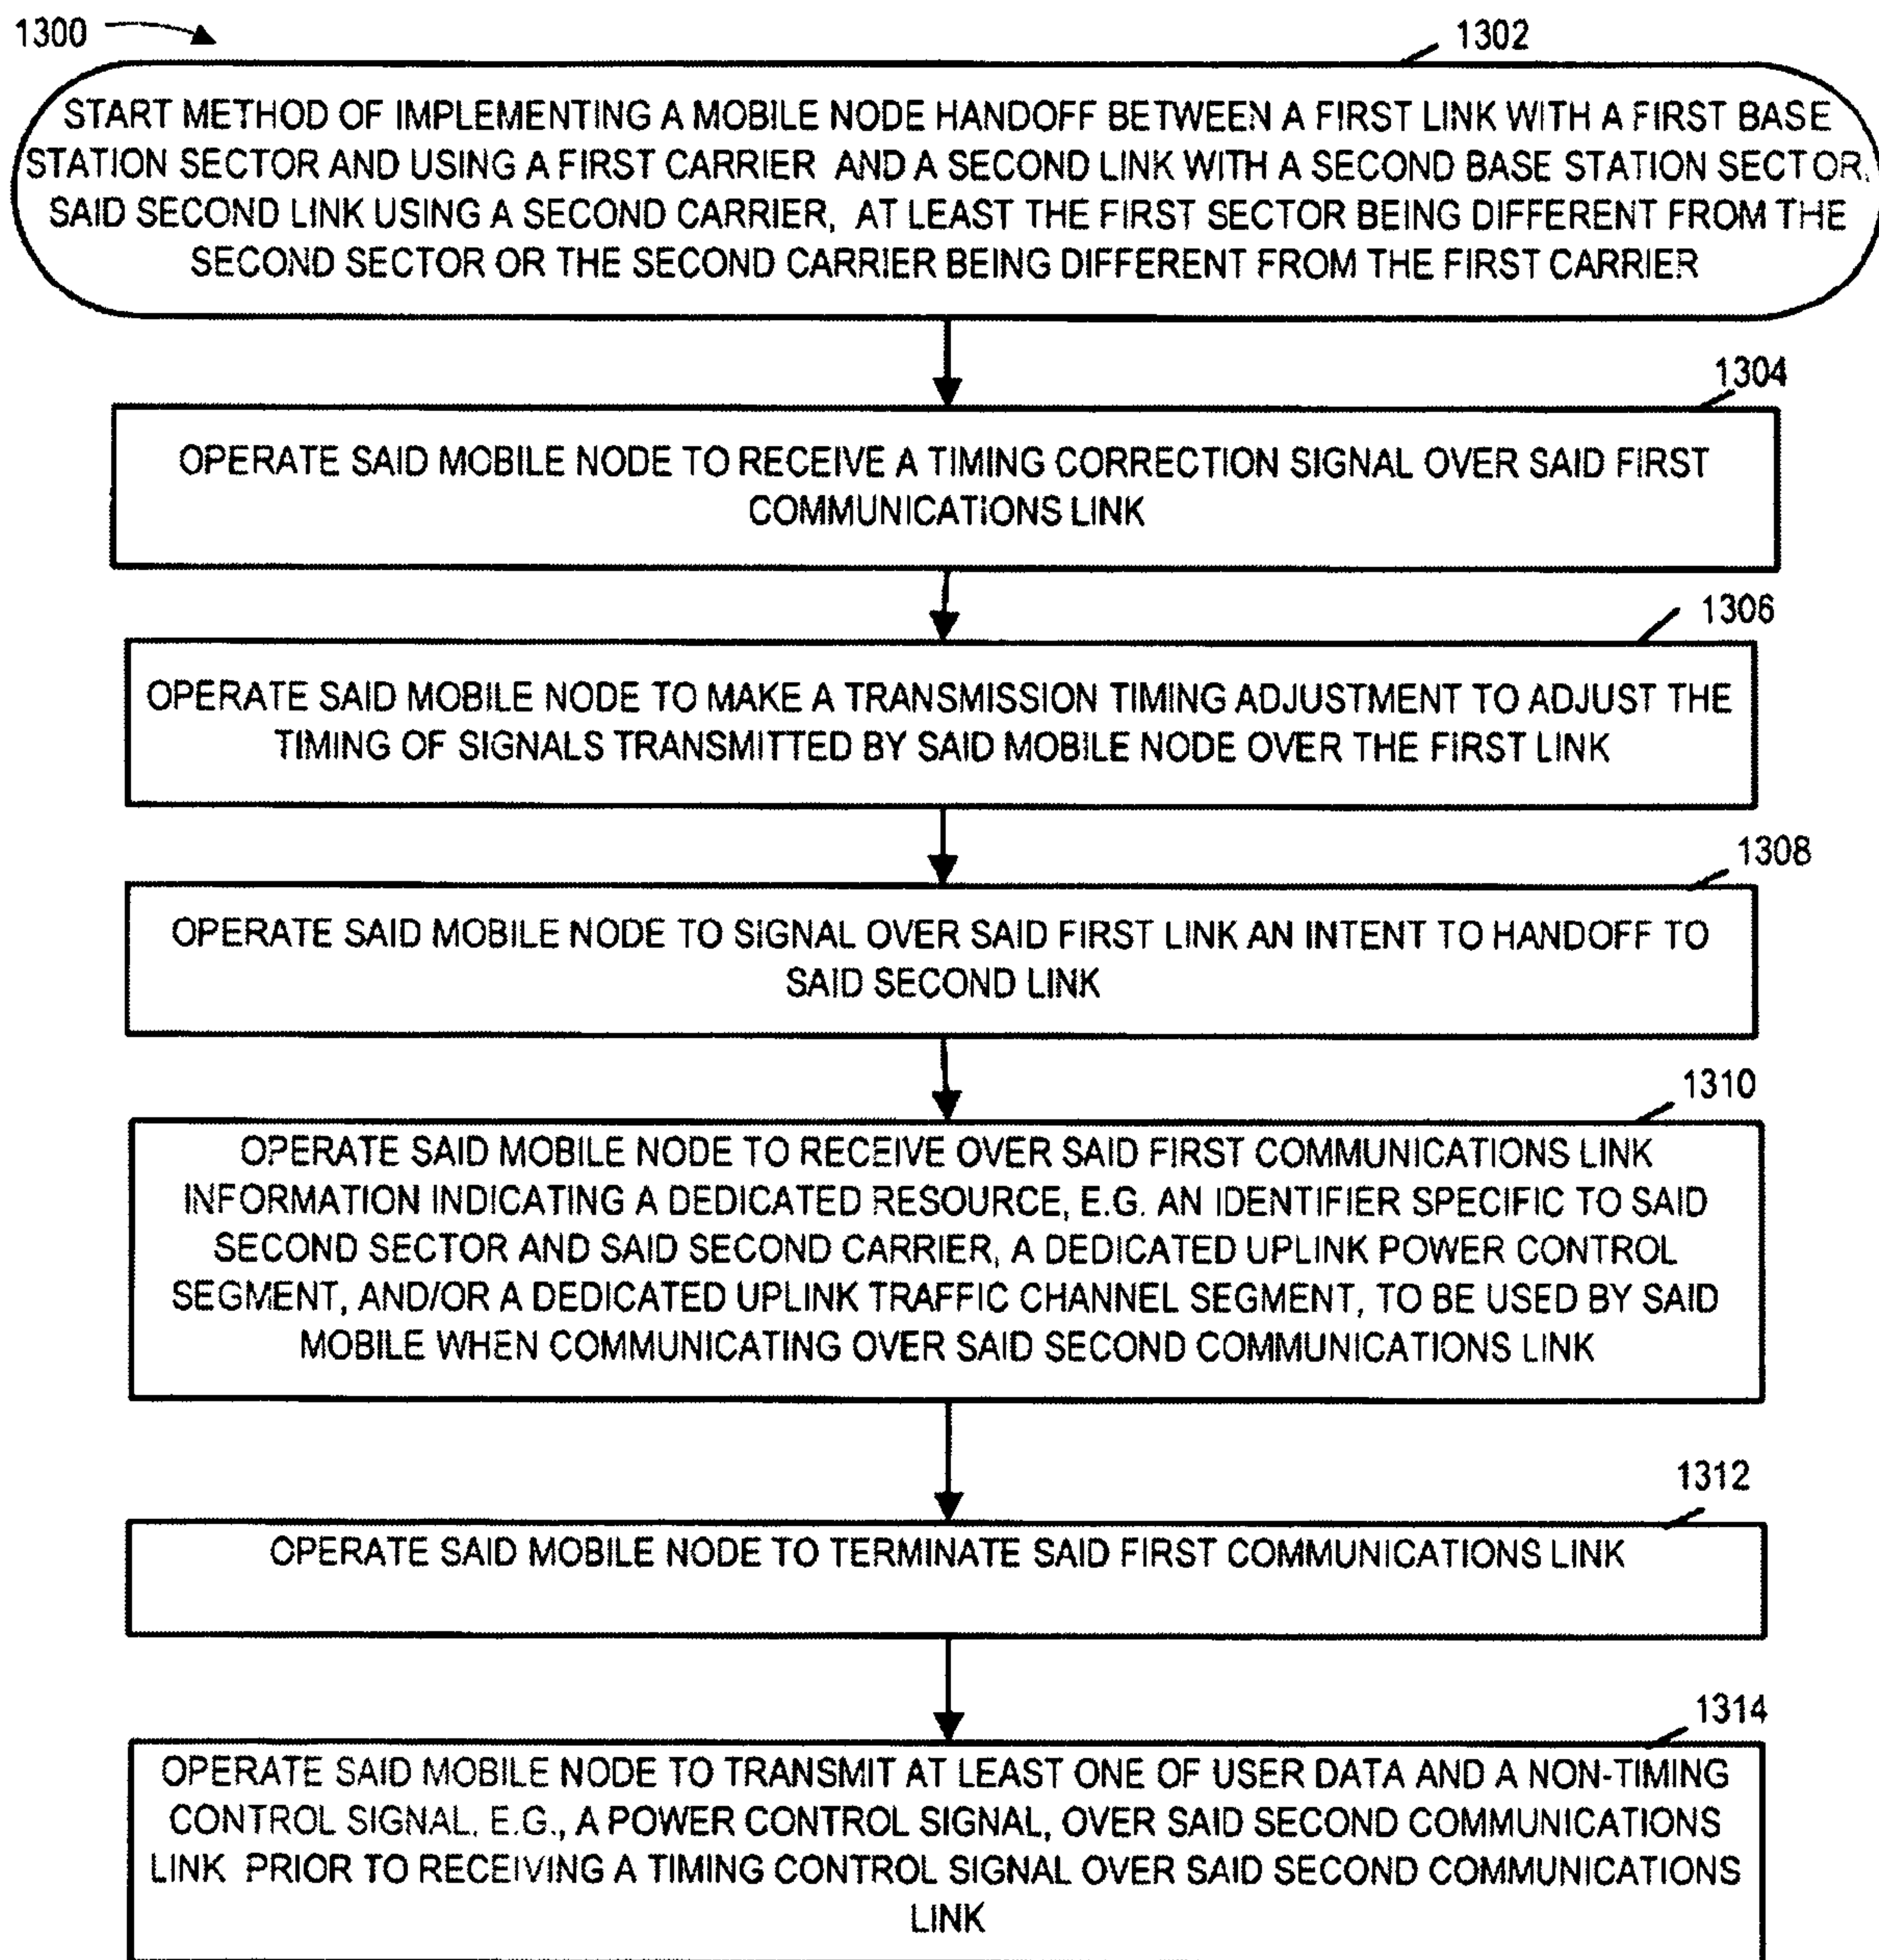 1300
1302
START METHOD OF IMPLEMENTING A MOBILE NODE HANDOFF BETWEEN A FIRST LINK WITH A FIRST BASE
STATION SECTOR AND USING A FIRST CARRIER AND A SECOND LINK WITH A SECOND BASE STATION SECTOR,
SAID SECOND LINK USING A SECOND CARRIER, AT LEAST THE FIRST SECTOR BEING DIFFERENT FROM THE
SECOND SECTOR OR THE SECOND CARRIER BEING DIFFERENT FROM THE FIRST CARRIER
1304
OPERATE SAID MOBILE NODE TO RECEIVE A TIMING CORRECTION SIGNAL OVER SAID FIRST
COMMUNICATIONS LINK
1306
OPERATE SAID MOBILE NODE TO MAKE A TRANSMISSION TIMING ADJUSTMENT TO ADJUST THE
TIMING OF SIGNALS TRANSMITTED BY SAID MOBILE NODE OVER THE FIRST LINK
1308
OPERATE SAID MOBILE NODE TO SIGNAL OVER SAID FIRST LINK AN INTENT TO HANDOFF TO
SAID SECOND LINK
1310
OPERATE SAID MOBILE NODE TO RECEIVE OVER SAID FIRST COMMUNICATIONS LINK
INFORMATION INDICATING A DEDICATED RESOURCE, E.G. AN IDENTIFIER SPECIFIC TO SAID
SECOND SECTOR AND SAID SECOND CARRIER, A DEDICATED UPLINK POWER CONTROL
SEGMENT, AND/OR A DEDICATED UPLINK TRAFFIC CHANNEL SEGMENT, TO BE USED BY SAID
MOBILE WHEN COMMUNICATING OVER SAID SECOND COMMUNICATIONS LINK
1312
OPERATE SAID MOBILE NODE TO TERMINATE SAID FIRST COMMUNICATIONS LINK
1314
OPERATE SAID MOBILE NODE TO TRANSMIT AT LEAST ONE OF USER DATA AND A NON-TIMING
CONTROL SIGNAL, E.G., A POWER CONTROL SIGNAL, OVER SAID SECOND COMMUNICATIONS
LINK PRIOR TO RECEIVING A TIMING CONTROL SIGNAL OVER SAID SECOND COMMUNICATIONS
LINK